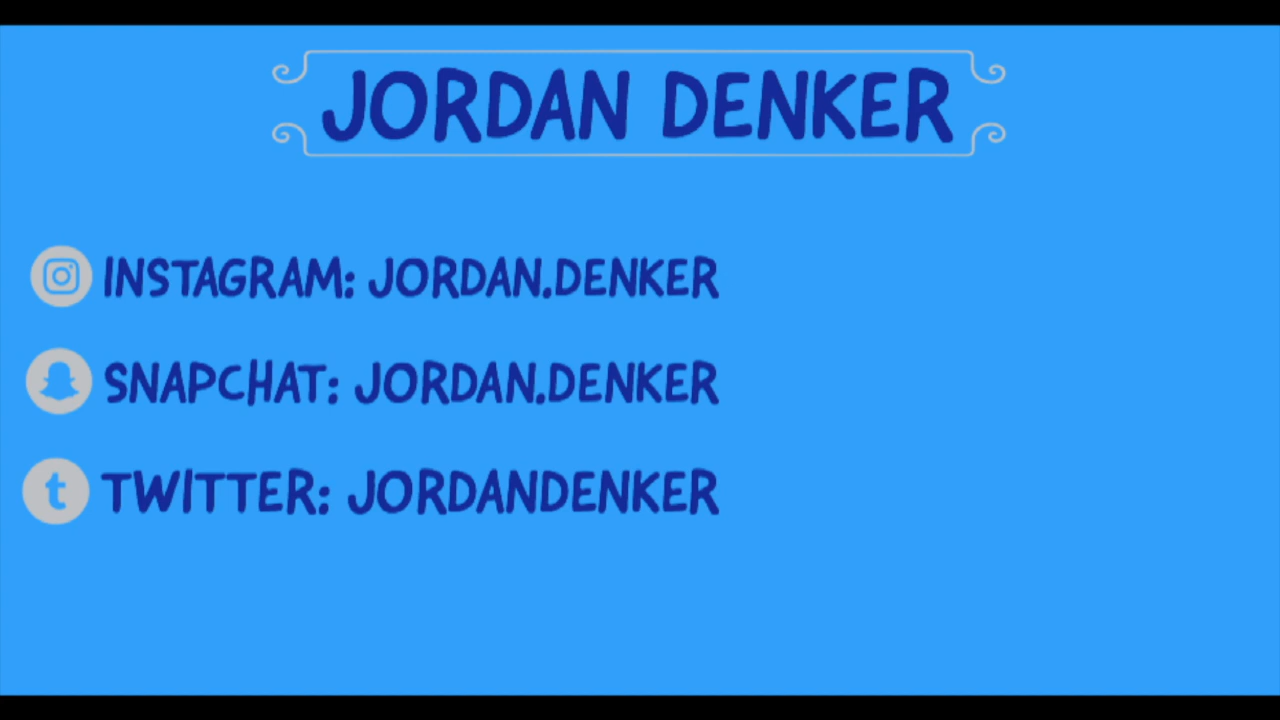 JORDAN DENKER
INSTAGRAM: JORDAN.DENKER
SNAPCHAT: JORDAN.DENKER
t TWITTER: JORDANDENKER